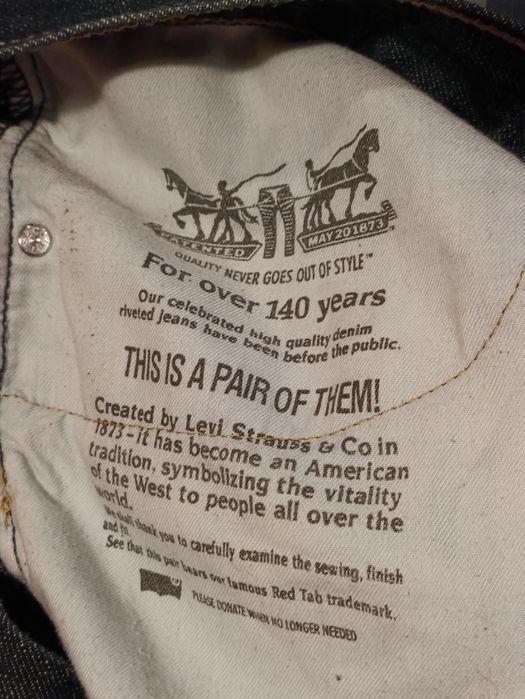 PATENTED
MAY 20 1873
QUALITY NEVER GOES OUT OF STYLE™
For over 140 years
Our celebrated high quality denim
riveted jeans have been before the public.
THIS IS A PAIR OF THEM!
Created by Levi Strauss & Co in
1873 - it has become an American
tradition, symbolizing the vitality
of the West to people all over the
world.
We shall thank you to carefully examine the sewing, finish
and fit.
See that this pair bears our famous Red Tab trademark.
PLEASE DONATE WHEN NO LONGER NEEDED